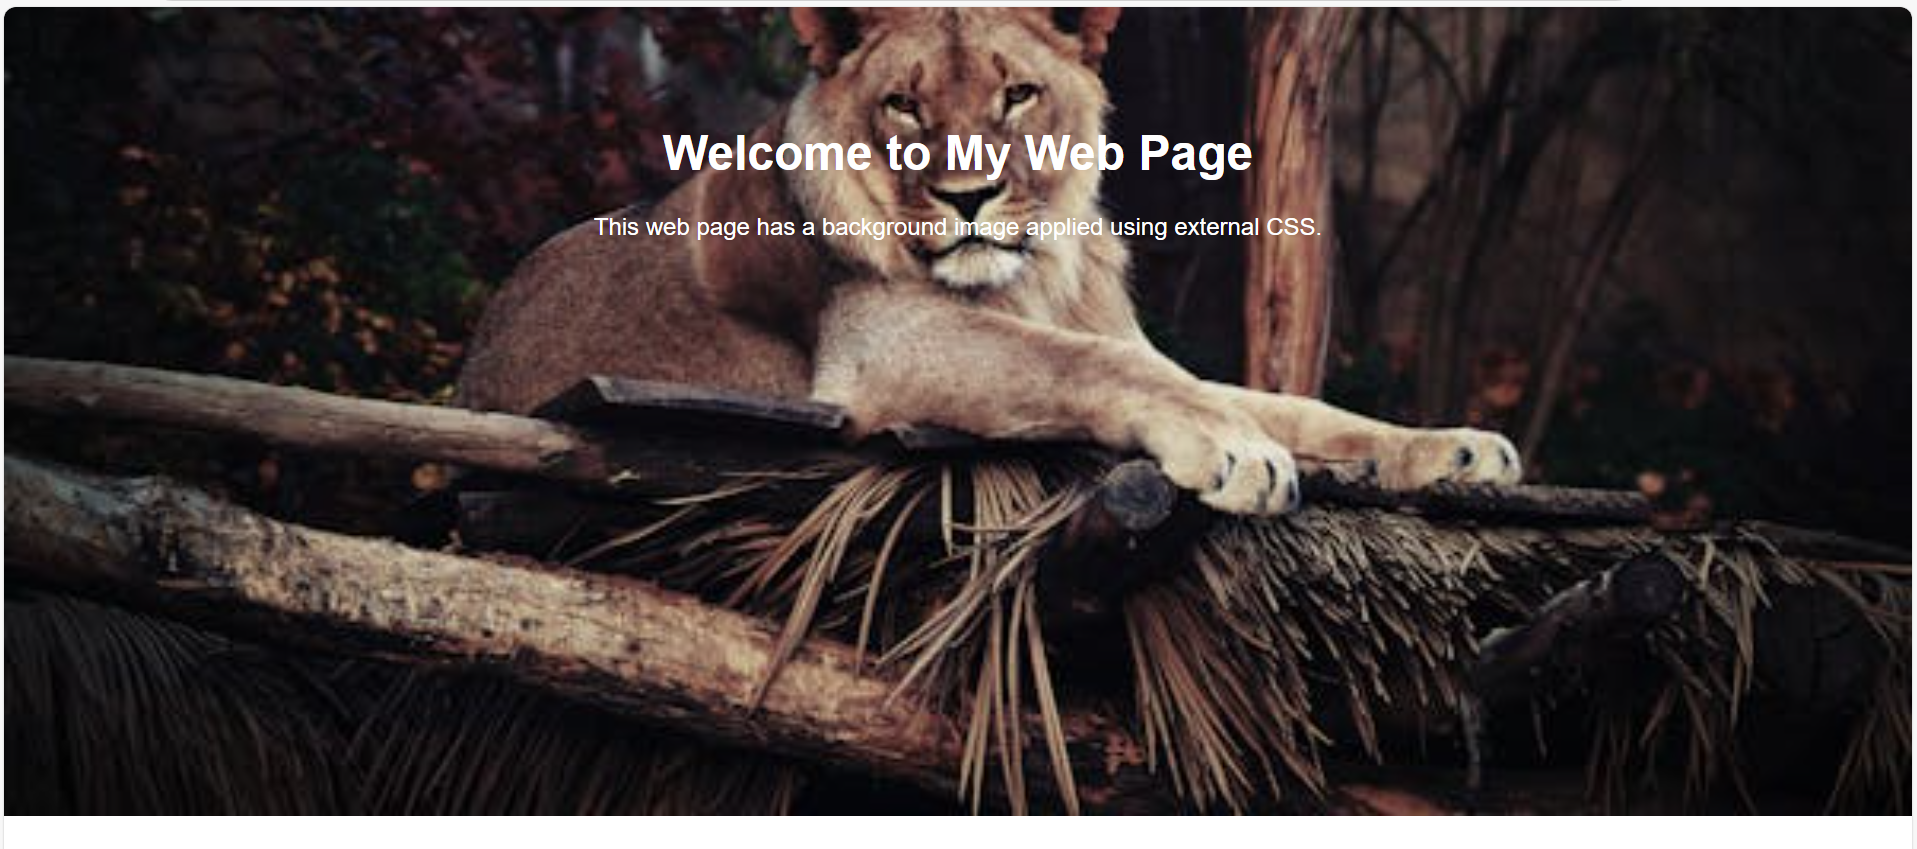 Welcome to My Web Page
This web page has a background image applied using external CSS.